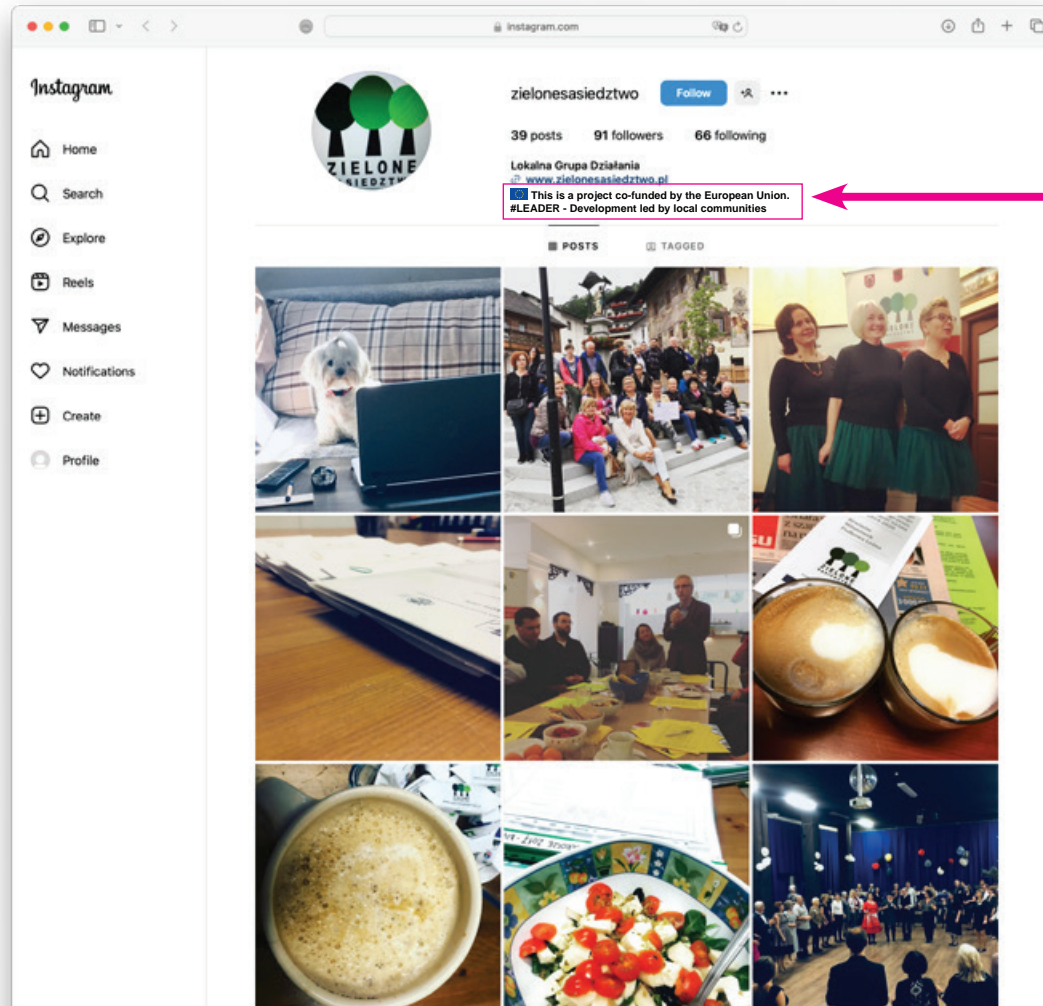 instagram.com
Instagram
Home
Search
Explore
Reels
Messages
Notifications
Create
Profile
ZIELONE
zielonesasiedztwo Follow
39 posts 91 followers 66 following
Lokalna Grupa Działania
www.zielonesasiedztwo.pl
This is a project co-funded by the European Union.
#LEADER - Development led by local communities
POSTS TAGGED
ZIELONE